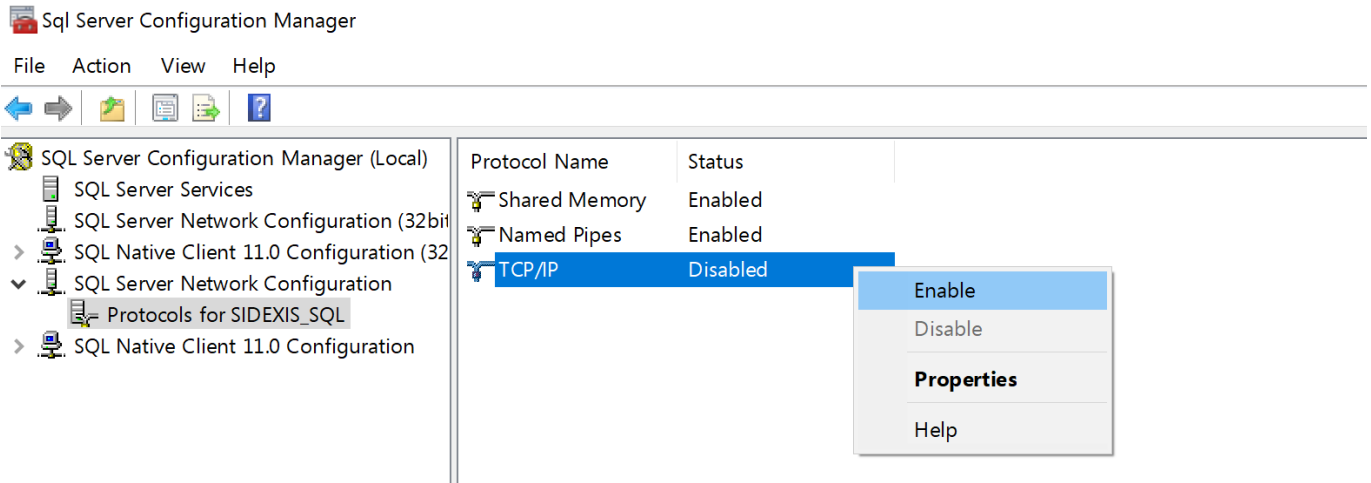 Sql Server Configuration Manager
File Action View Help
SQL Server Configuration Manager (Local)
SQL Server Services
SQL Server Network Configuration (32bit
SQL Native Client 11.0 Configuration (32
SQL Server Network Configuration
Protocols for SIDEXIS_SQL
SQL Native Client 11.0 Configuration
Protocol Name Status
Shared Memory Enabled
Named Pipes Enabled
TCP/IP Disabled
Enable
Disable
Properties
Help